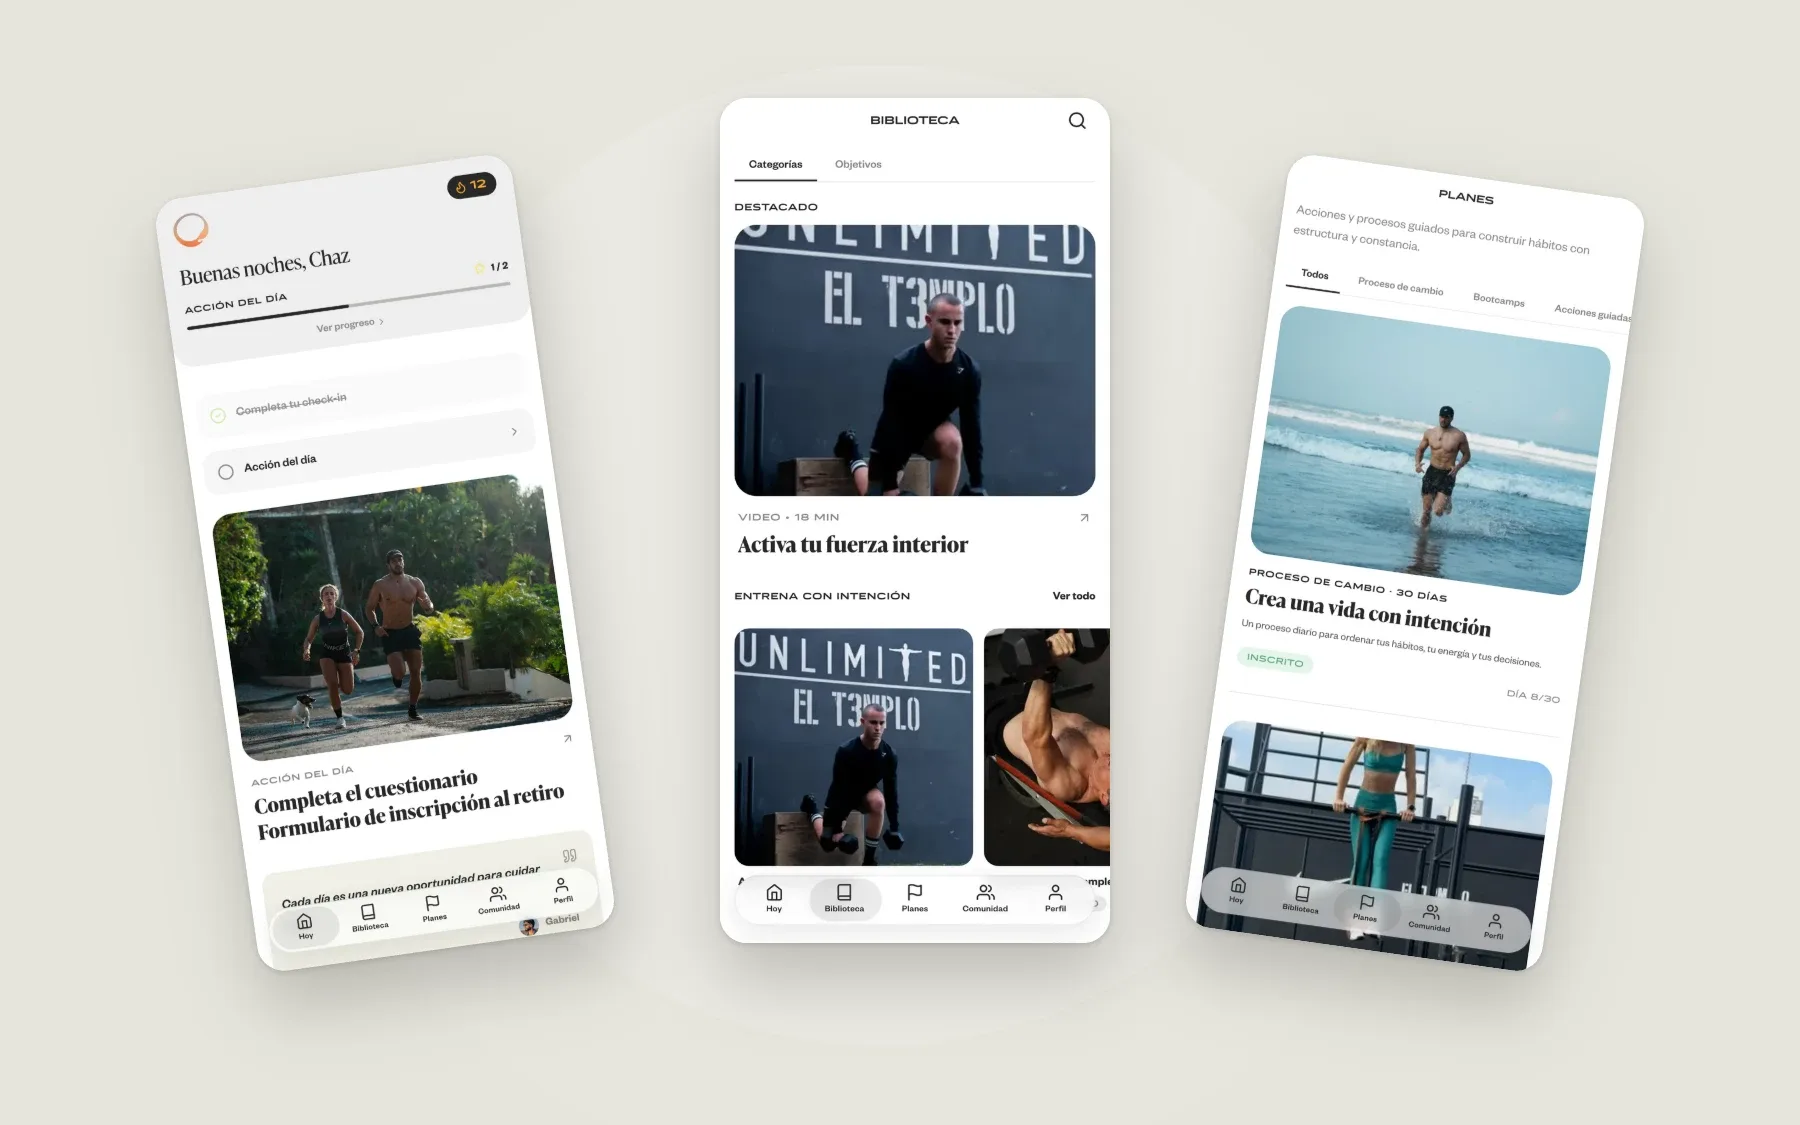 12
Buenas noches, Chaz
ACCIÓN DEL DÍA
1 / 2
Ver progreso
Completa tu check-in
Acción del día
ACCIÓN DEL DÍA
Completa el cuestionario
Formulario de inscripción al retiro
Cada día es una nueva oportunidad para cuidar
Gabriel
Hoy
Biblioteca
Planes
Comunidad
Perfil
BIBLIOTECA
Categorías
Objetivos
DESTACADO
UNLIMITED
EL T3MPLO
VIDEO • 18 MIN
Activa tu fuerza interior
ENTRENA CON INTENCIÓN
Ver todo
UNLIMITED
EL T3MPLO
Hoy
Biblioteca
Planes
Comunidad
Perfil
PLANES
Acciones y procesos guiados para construir hábitos con
estructura y constancia.
Todos
Proceso de cambio
Bootcamps
Acciones guiadas
PROCESO DE CAMBIO · 30 DÍAS
Crea una vida con intención
Un proceso diario para ordenar tus hábitos, tu energía y tus decisiones.
INSCRITO
DÍA 8/30
Hoy
Biblioteca
Planes
Comunidad
Perfil